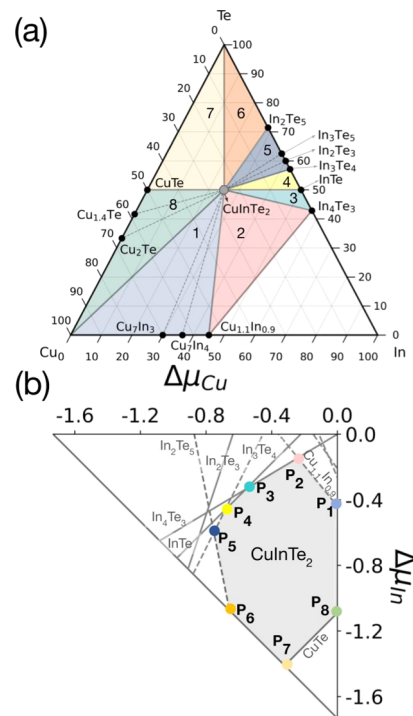 (a)
Te
0
100
10
90
20
80
30
70
40
60
50
50
60
40
70
30
80
20
90
10
100
0
7
6
5
4
3
8
1
2
In₂Te₅
In₃Te₅
In₂Te₃
In₃Te₄
InTe
In₄Te₃
CuTe
Cu₁.₄Te
Cu₂Te
CuInTe₂
Cu₇In₃
Cu₇In₄
Cu₁.₁In₀.₉
Cu
0 10 20 30 40 50 60 70 80 90 100
In
Δμ_Cu
(b)
-1.6 -1.2 -0.8 -0.4 0.0
0.0
-0.4
-0.8
-1.2
-1.6
Δμ_In
In₂Te₅
In₂Te₃
In₃Te₄
Cu₁.₁In₀.₉
In₄Te₃
InTe
CuTe
CuInTe₂
P₁
P₂
P₃
P₄
P₅
P₆
P₇
P₈